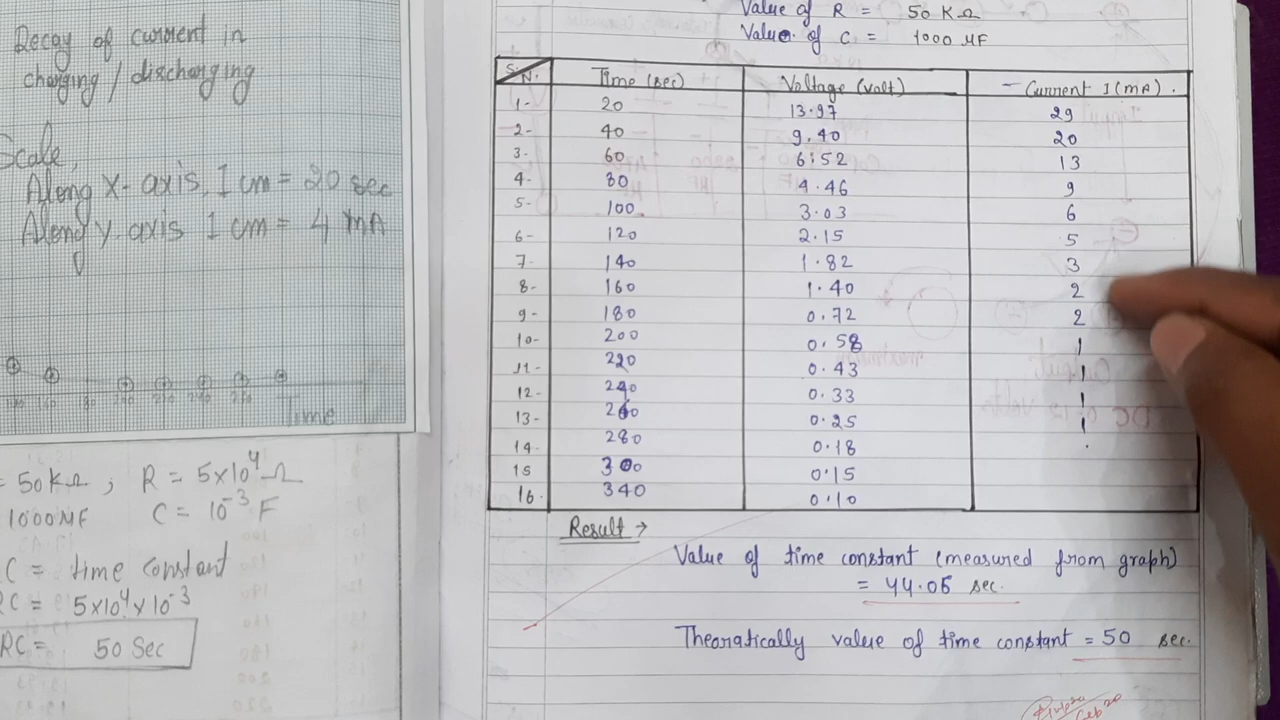 Decay of current in
charging / discharging
Scale,
Along X-axis 1 cm = 20 sec
Along y-axis 1 cm = 4 mA
Time
= 50 KΩ ; R = 5×10⁴ Ω
1000 MF C = 10⁻³ F
C = time constant
RC = 5×10⁴×10⁻³
RC = 50 Sec
Value of R = 50 KΩ
Value of C = 1000 MF
S.N. Time (sec) Voltage (volt) - Current I (mA).
1- 20 13.97 29
2- 40 9.40 20
3- 60 6.52 13
4- 80 4.46 9
5- 100 3.03 6
6- 120 2.15 5
7- 140 1.82 3
8- 160 1.40 2
9- 180 0.72 2
10- 200 0.58 1
11- 220 0.43 1
12- 240 0.33 1
13- 260 0.25 1
14- 280 0.18
15 300 0.15
16. 340 0.10
Result →
Value of time constant (measured from graph)
= 44.06 sec.
Theoratically value of time constant = 50 sec.